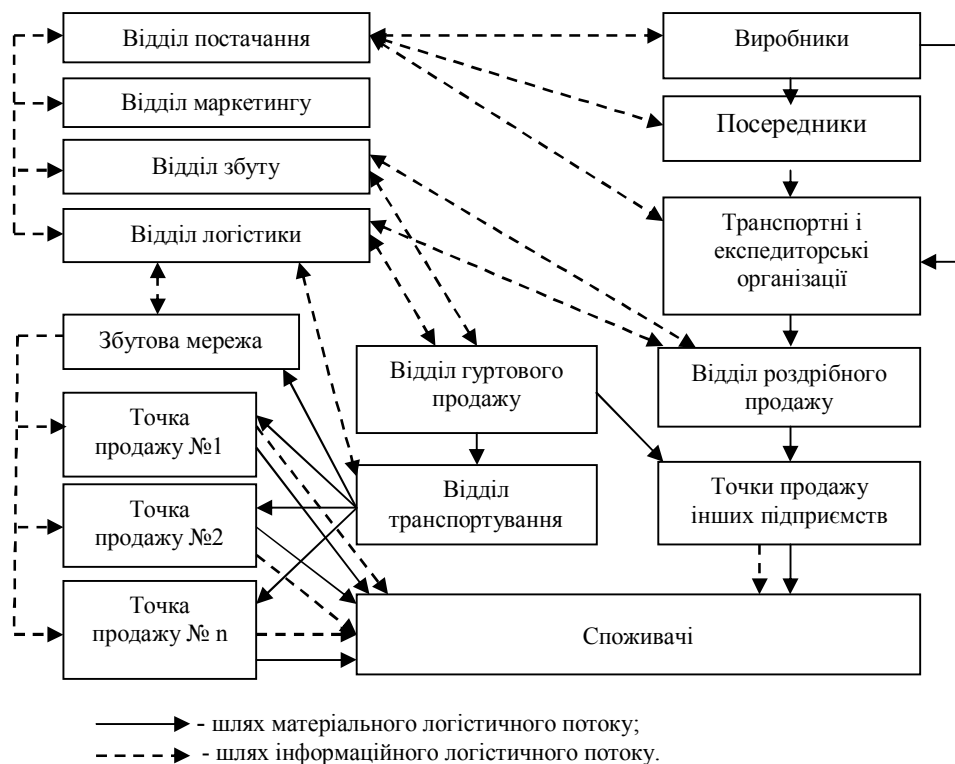 Відділ постачання
Виробники
Відділ маркетингу
Посередники
Відділ збуту
Відділ логістики
Транспортні і
експедиторські
організації
Збутова мережа
Відділ гуртового
продажу
Відділ роздрібного
продажу
Точка
продажу №1
Відділ
транспортування
Точки продажу
інших підприємств
Точка
продажу №2
Точка
продажу № n
Споживачі
- шлях матеріального логістичного потоку;
- шлях інформаційного логістичного потоку.